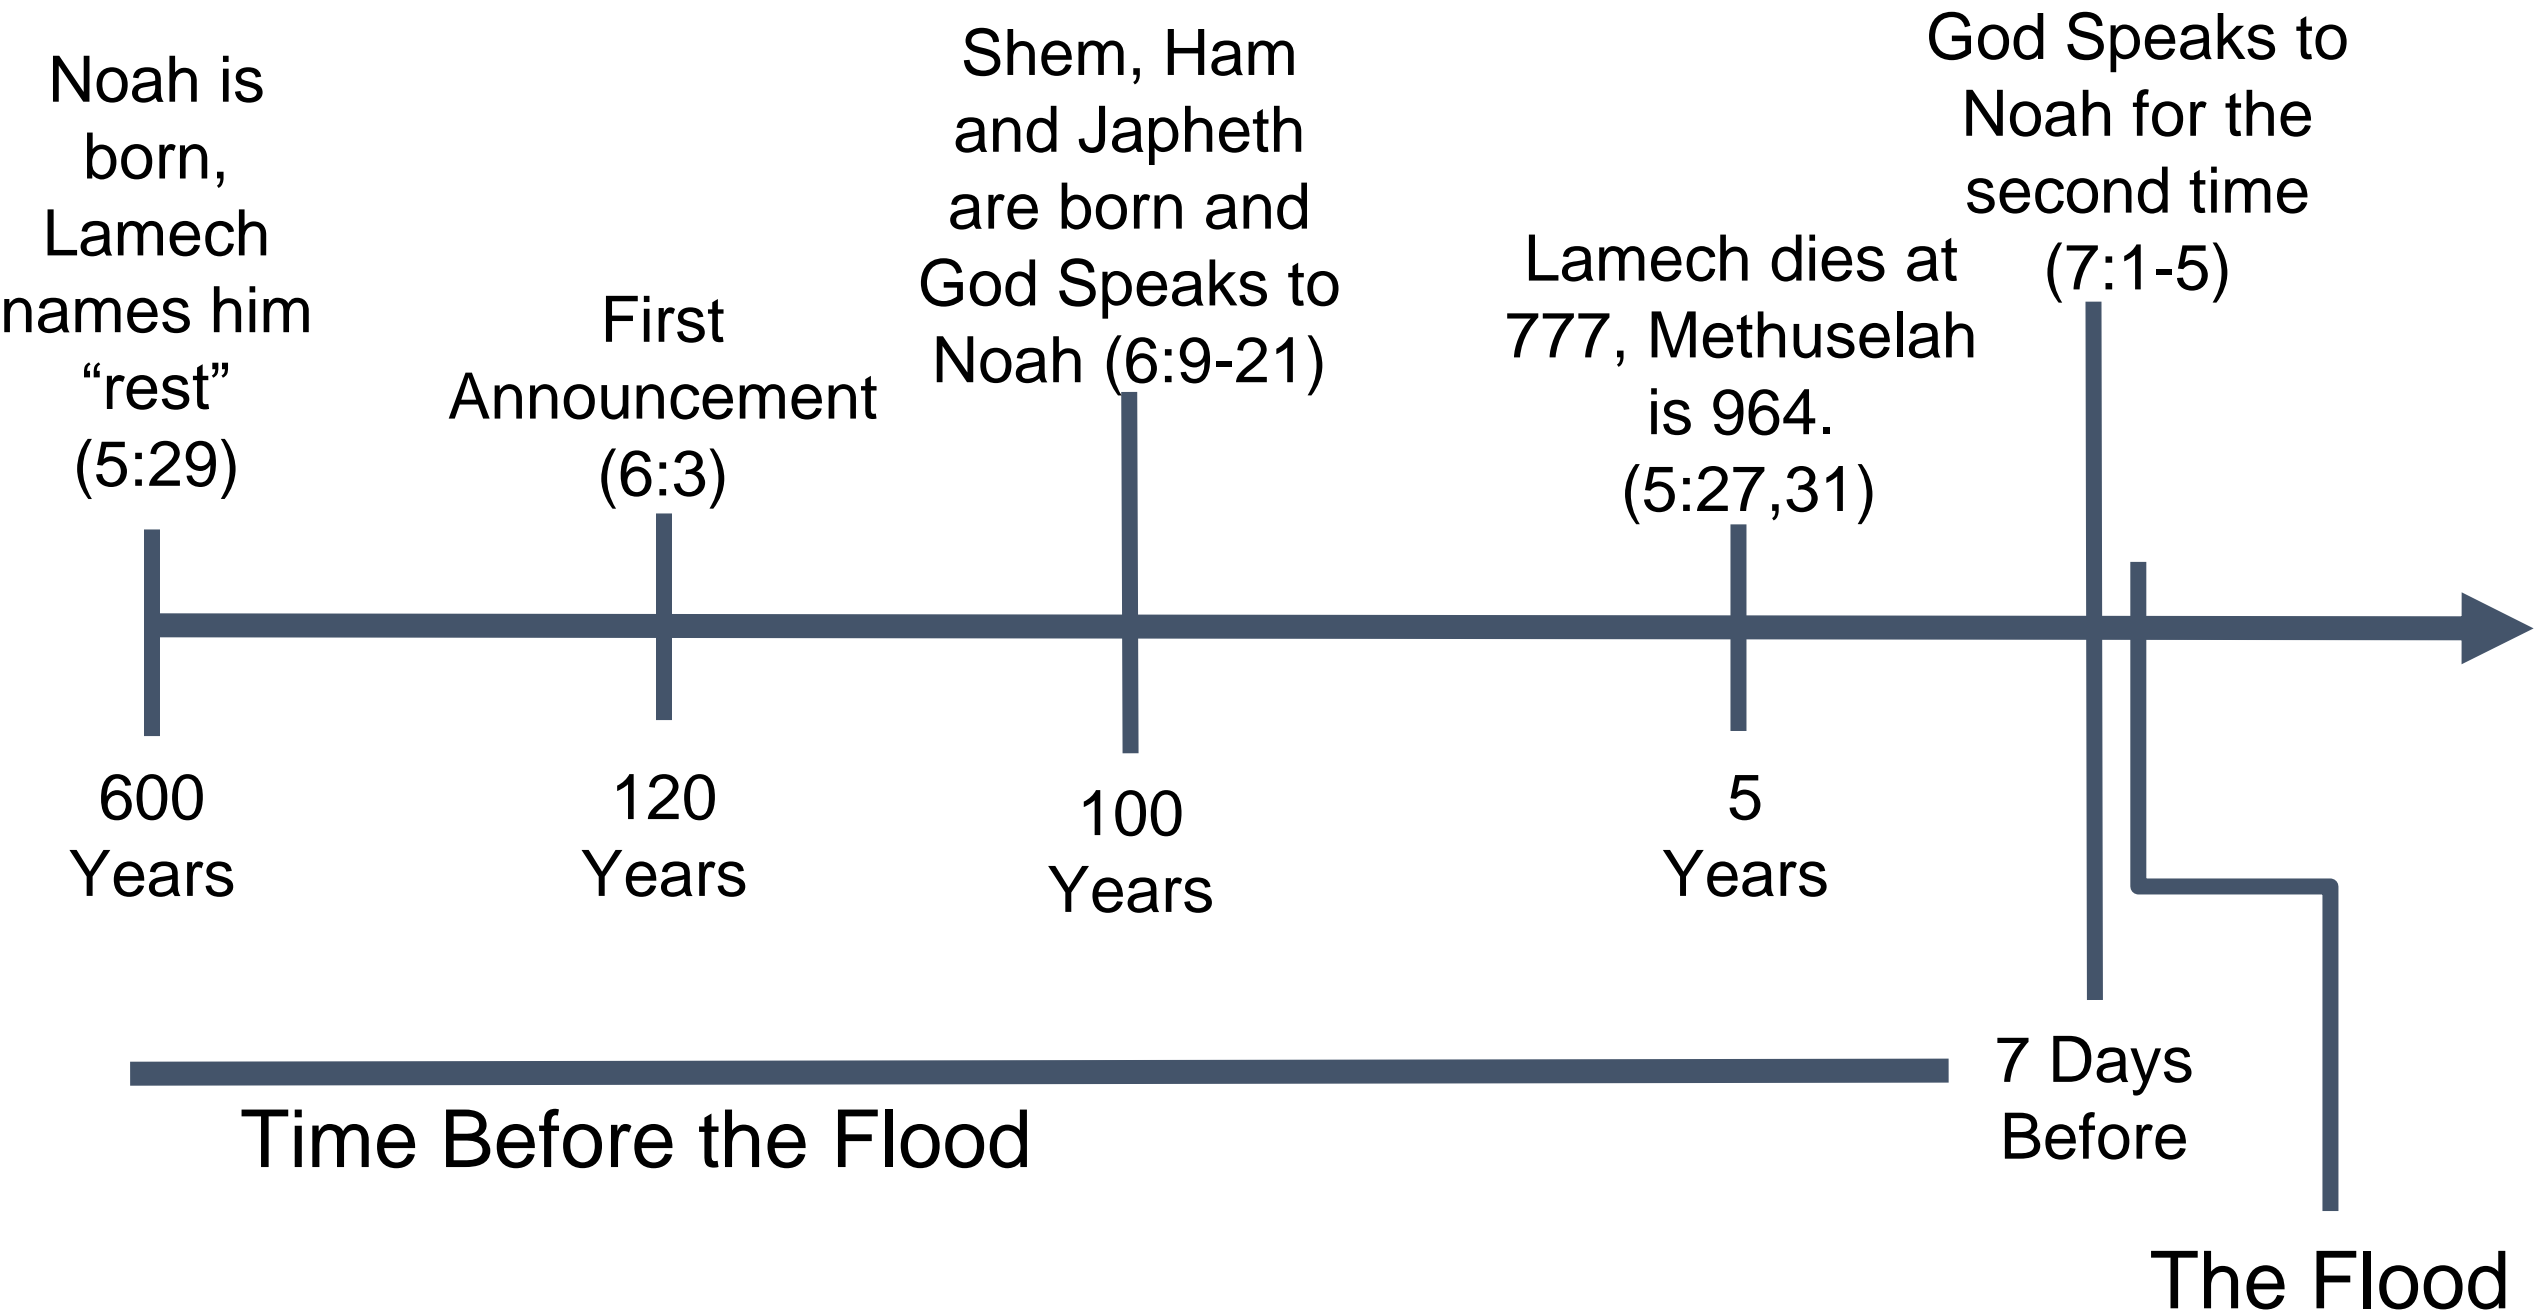 Noah is
born,
Lamech
names him
“rest”
(5:29)
First
Announcement
(6:3)
Shem, Ham
and Japheth
are born and
God Speaks to
Noah (6:9-21)
Lamech dies at
777, Methuselah
is 964.
(5:27,31)
God Speaks to
Noah for the
second time
(7:1-5)
600
Years
120
Years
100
Years
5
Years
7 Days
Before
Time Before the Flood
The Flood